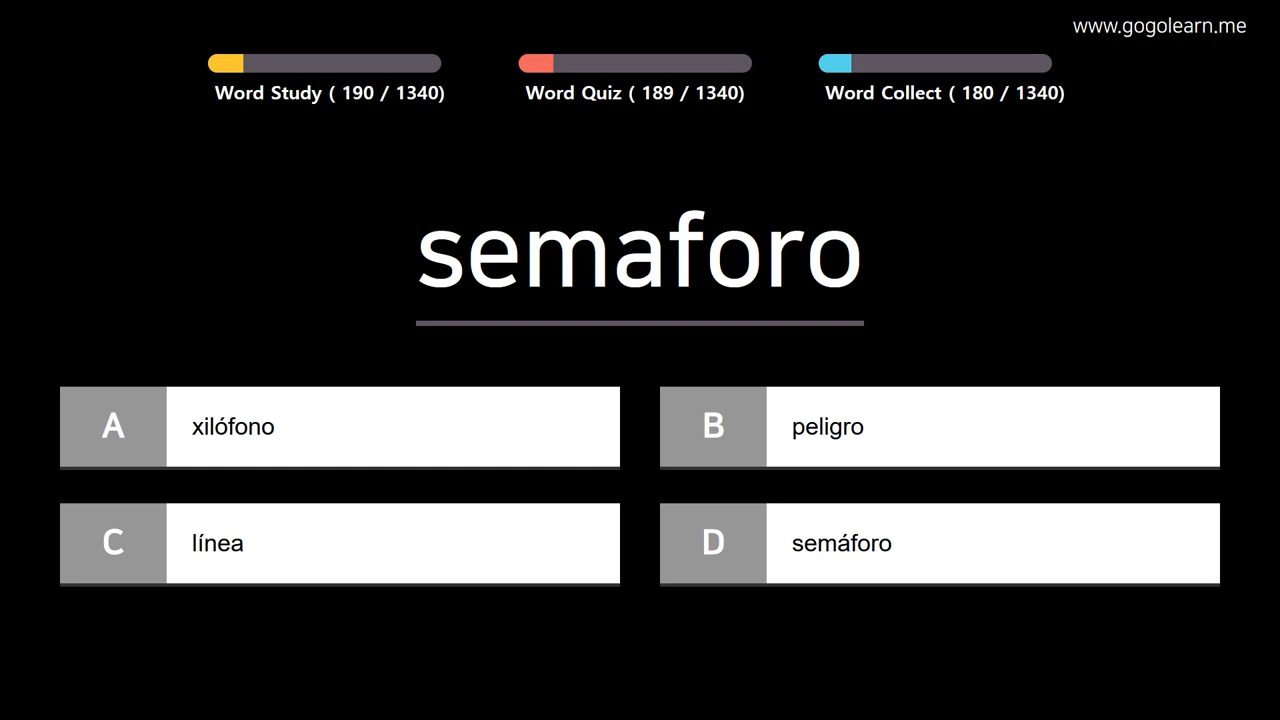 www.gogolearn.me
Word Study ( 190 / 1340)
Word Quiz ( 189 / 1340)
Word Collect ( 180 / 1340)
semaforo
A xilófono
B peligro
C línea
D semáforo